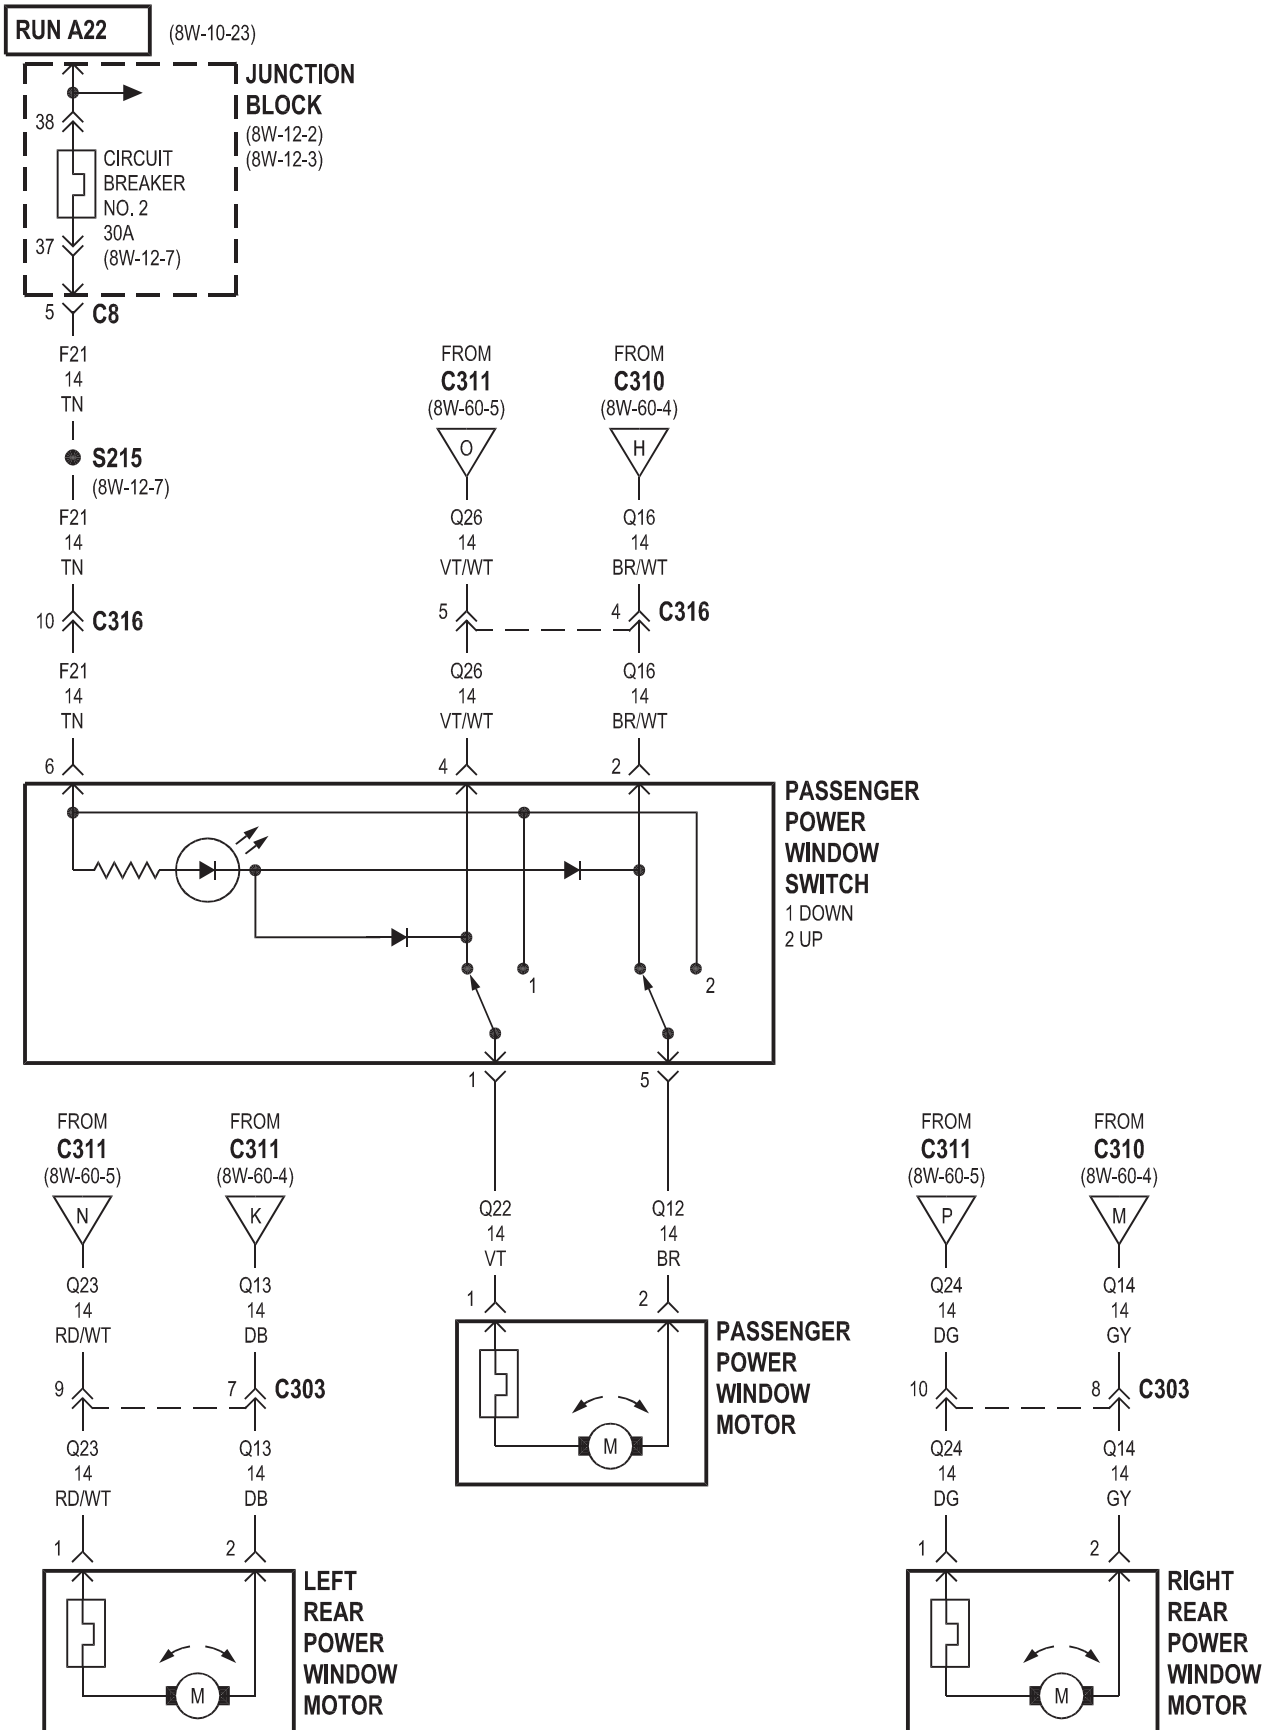 RUN A22
(8W-10-23)
JUNCTION
BLOCK
(8W-12-2)
(8W-12-3)
38
CIRCUIT
BREAKER
NO. 2
30A
(8W-12-7)
37
5
C8
F21
14
TN
S215
(8W-12-7)
F21
14
TN
10
C316
F21
14
TN
6
FROM
C311
(8W-60-5)
O
Q26
14
VT/WT
5
Q26
14
VT/WT
4
FROM
C310
(8W-60-4)
H
Q16
14
BR/WT
4
C316
Q16
14
BR/WT
2
PASSENGER
POWER
WINDOW
SWITCH
1 DOWN
2 UP
1
2
1
5
FROM
C311
(8W-60-5)
N
Q23
14
RD/WT
9
Q23
14
RD/WT
1
FROM
C311
(8W-60-4)
K
Q13
14
DB
7
C303
Q13
14
DB
2
LEFT
REAR
POWER
WINDOW
MOTOR
M
Q22
14
VT
1
Q12
14
BR
2
PASSENGER
POWER
WINDOW
MOTOR
M
FROM
C311
(8W-60-5)
P
Q24
14
DG
10
Q24
14
DG
1
FROM
C310
(8W-60-4)
M
Q14
14
GY
8
C303
Q14
14
GY
2
RIGHT
REAR
POWER
WINDOW
MOTOR
M